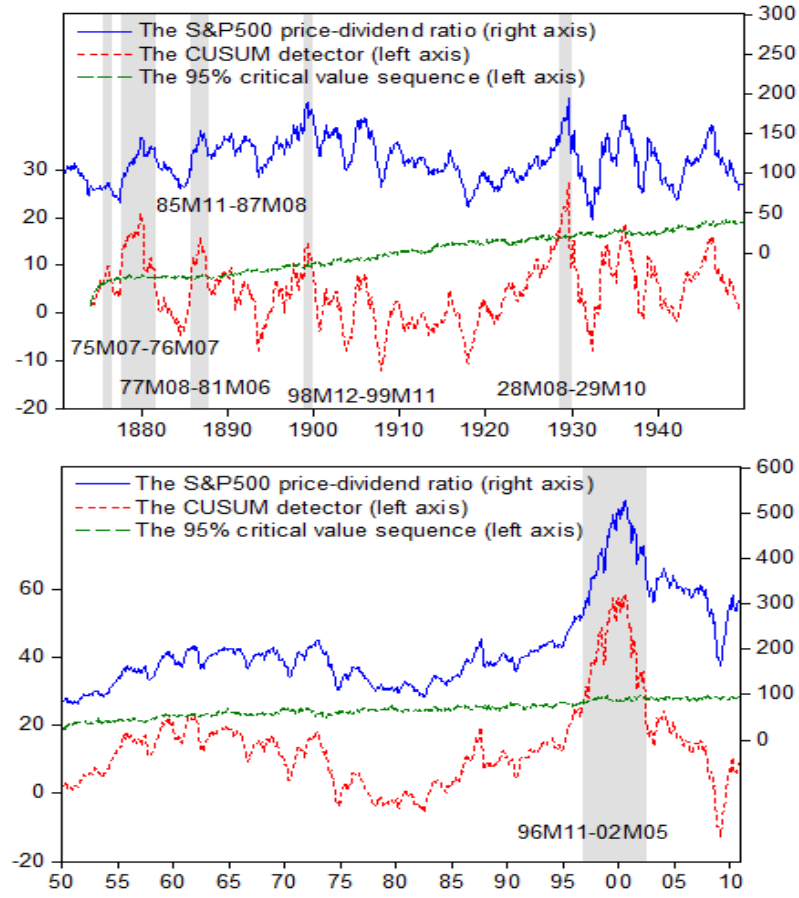 300
The S&P500 price-dividend ratio (right axis)
The CUSUM detector (left axis)
The 95% critical value sequence (left axis)
250
200
150
100
50
0
30
20
10
0
-10
-20
85M11-87M08
75M07-76M07
77M08-81M06
98M12-99M11
28M08-29M10
1880 1890 1900 1910 1920 1930 1940
600
The S&P500 price-dividend ratio (right axis)
The CUSUM detector (left axis)
The 95% critical value sequence (left axis)
500
400
300
200
100
0
60
40
20
0
-20
96M11-02M05
50 55 60 65 70 75 80 85 90 95 00 05 10